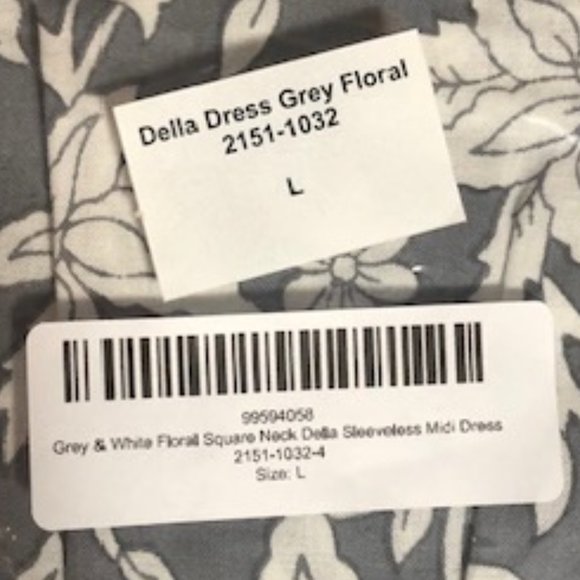 Della Dress Grey Floral
2151-1032
L
99594058
Grey & White Floral Square Neck Della Sleeveless Midi Dress
2151-1032-4
Size: L